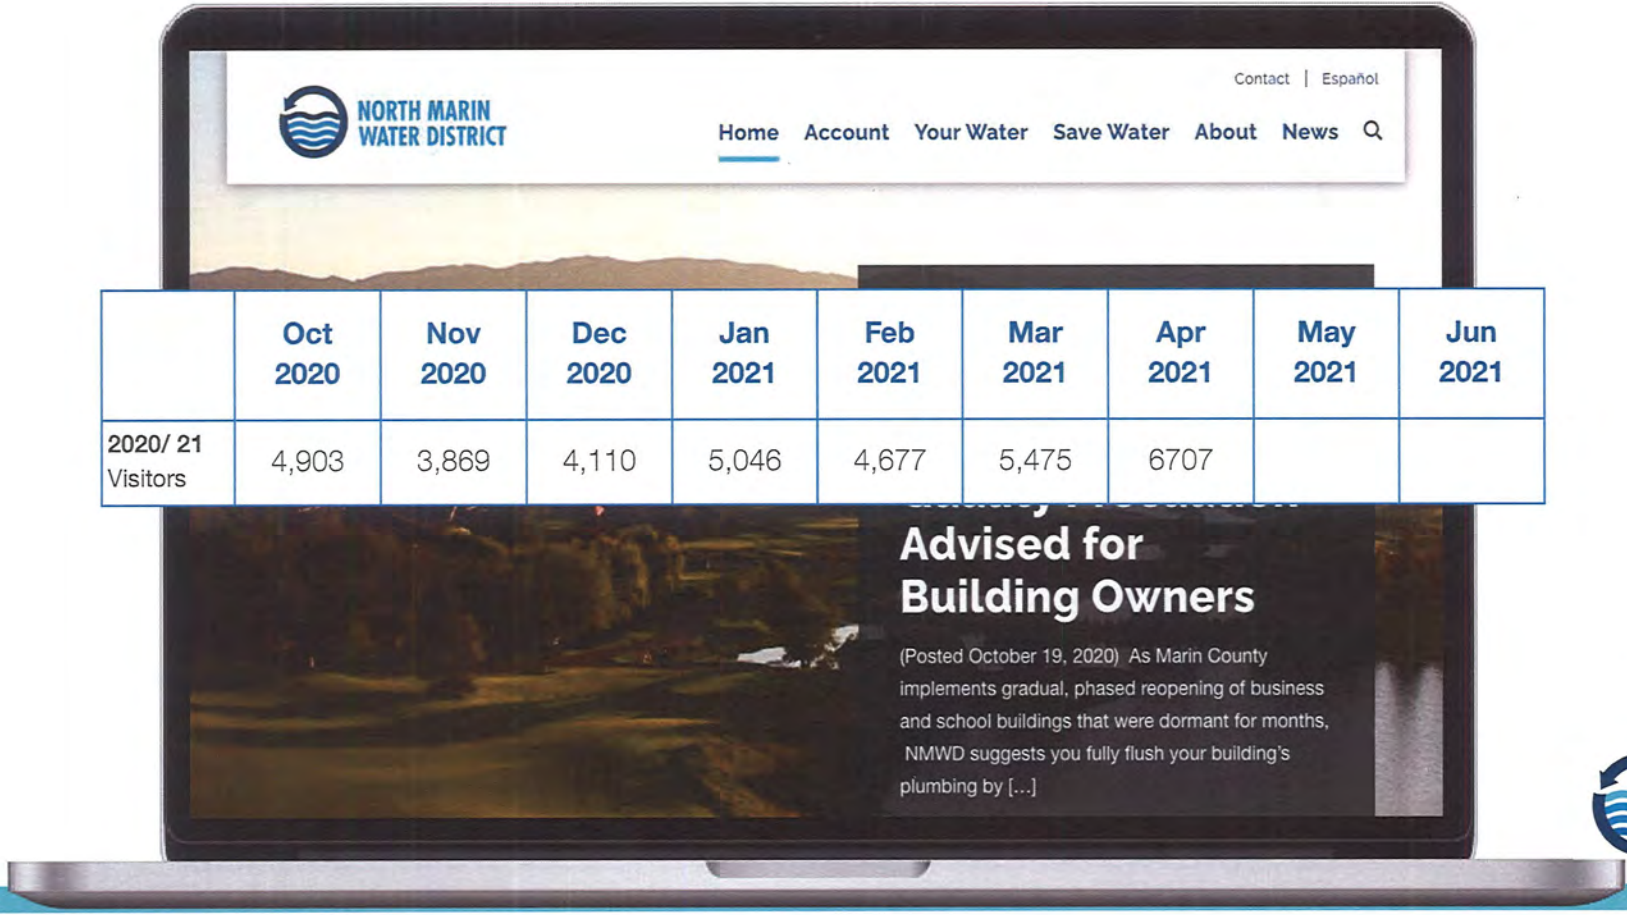 Contact | Español
NORTH MARIN
WATER DISTRICT
Home Account Your Water Save Water About News
Oct 2020 Nov 2020 Dec 2020 Jan 2021 Feb 2021 Mar 2021 Apr 2021 May 2021 Jun 2021
2020/ 21
Visitors
4,903 3,869 4,110 5,046 4,677 5,475 6707
Advised for
Building Owners
(Posted October 19, 2020) As Marin County
implements gradual, phased reopening of business
and school buildings that were dormant for months,
NMWD suggests you fully flush your building's
plumbing by [...]